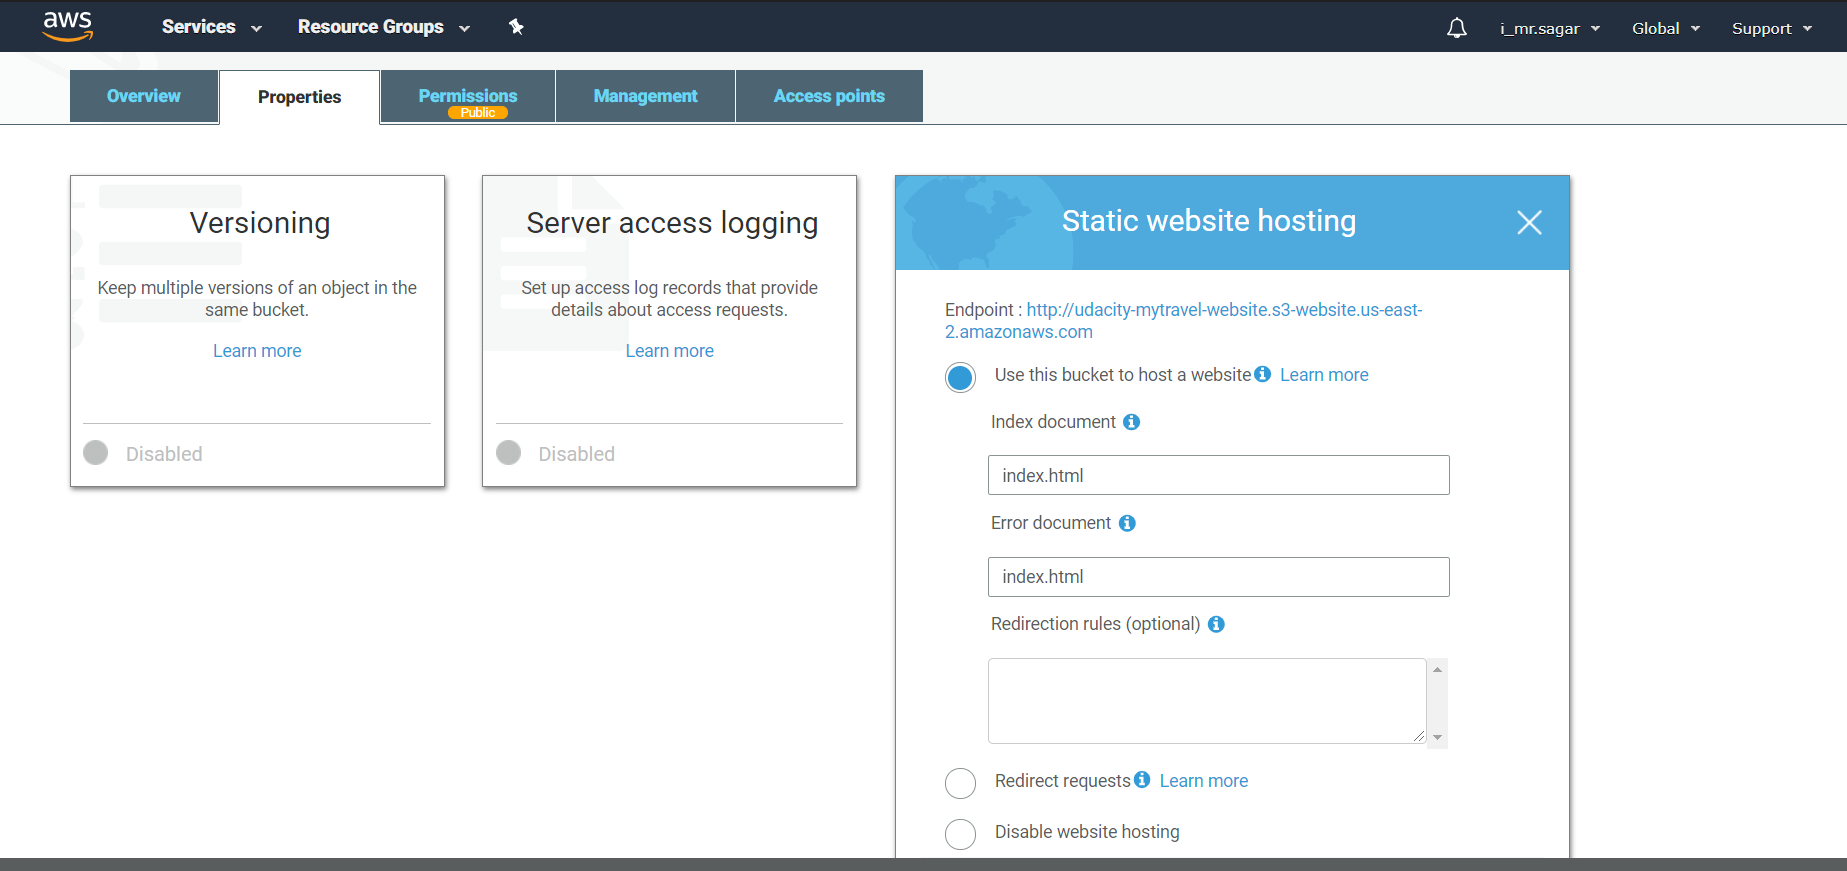 aws Services Resource Groups i_mr.sagar Global Support
Overview Properties Permissions Management Access points
Public
Versioning
Keep multiple versions of an object in the
same bucket.
Learn more
Disabled
Server access logging
Set up access log records that provide
details about access requests.
Learn more
Disabled
Static website hosting
Endpoint : http://udacity-mytravel-website.s3-website.us-east-
2.amazonaws.com
Use this bucket to host a website Learn more
Index document
index.html
Error document
index.html
Redirection rules (optional)
Redirect requests Learn more
Disable website hosting